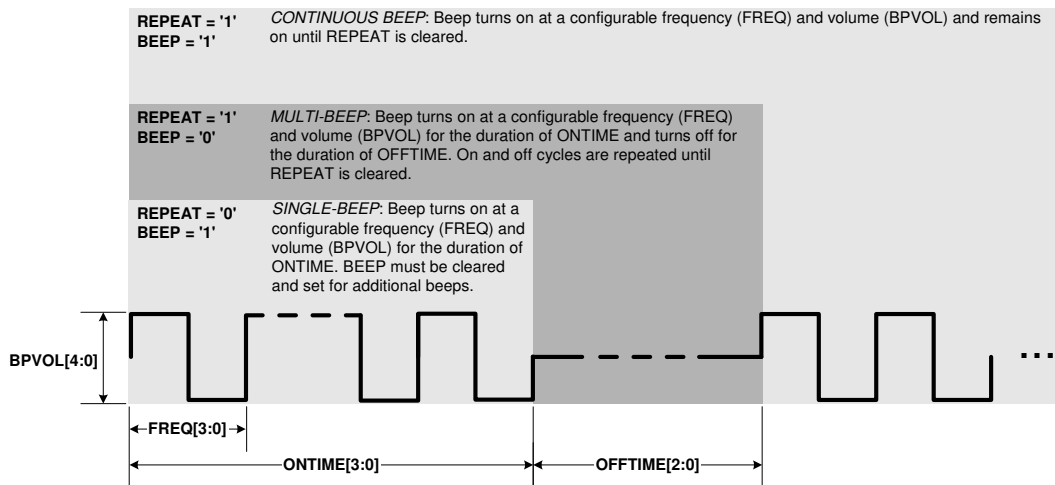 REPEAT = '1'
BEEP = '1'
CONTINUOUS BEEP: Beep turns on at a configurable frequency (FREQ) and volume (BPVOL) and remains
on until REPEAT is cleared.
REPEAT = '1'
BEEP = '0'
MULTI-BEEP: Beep turns on at a configurable frequency (FREQ)
and volume (BPVOL) for the duration of ONTIME and turns off for
the duration of OFFTIME. On and off cycles are repeated until
REPEAT is cleared.
REPEAT = '0'
BEEP = '1'
SINGLE-BEEP: Beep turns on at a
configurable frequency (FREQ) and
volume (BPVOL) for the duration of
ONTIME. BEEP must be cleared
and set for additional beeps.
BPVOL[4:0]
...
FREQ[3:0]
ONTIME[3:0]
OFFTIME[2:0]